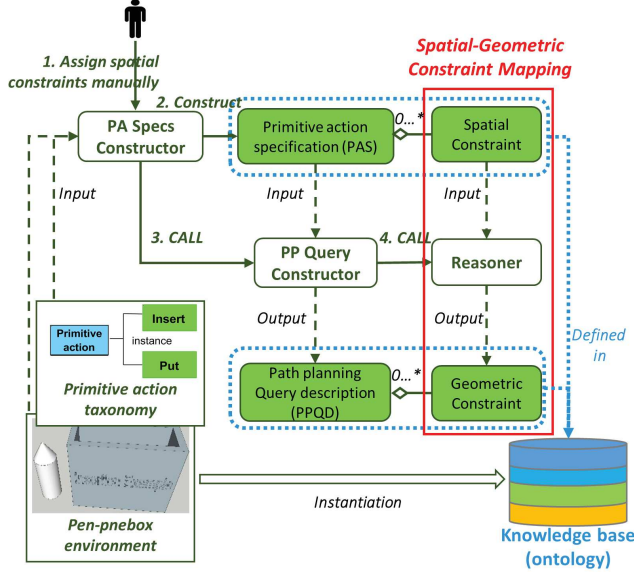 1. Assign spatial
constraints manually
Spatial-Geometric
Constraint Mapping
2. Construct
PA Specs
Constructor
Primitive action
specification (PAS)
0...*
Spatial
Constraint
Input
Input
Input
3. CALL
4. CALL
PP Query
Constructor
Reasoner
Output
Output
Defined
in
Primitive
action
Insert
instance
Put
Primitive action
taxonomy
Path planning
Query description
(PPQD)
0...*
Geometric
Constraint
Pen-pnebox
environment
Instantiation
Knowledge base
(ontology)